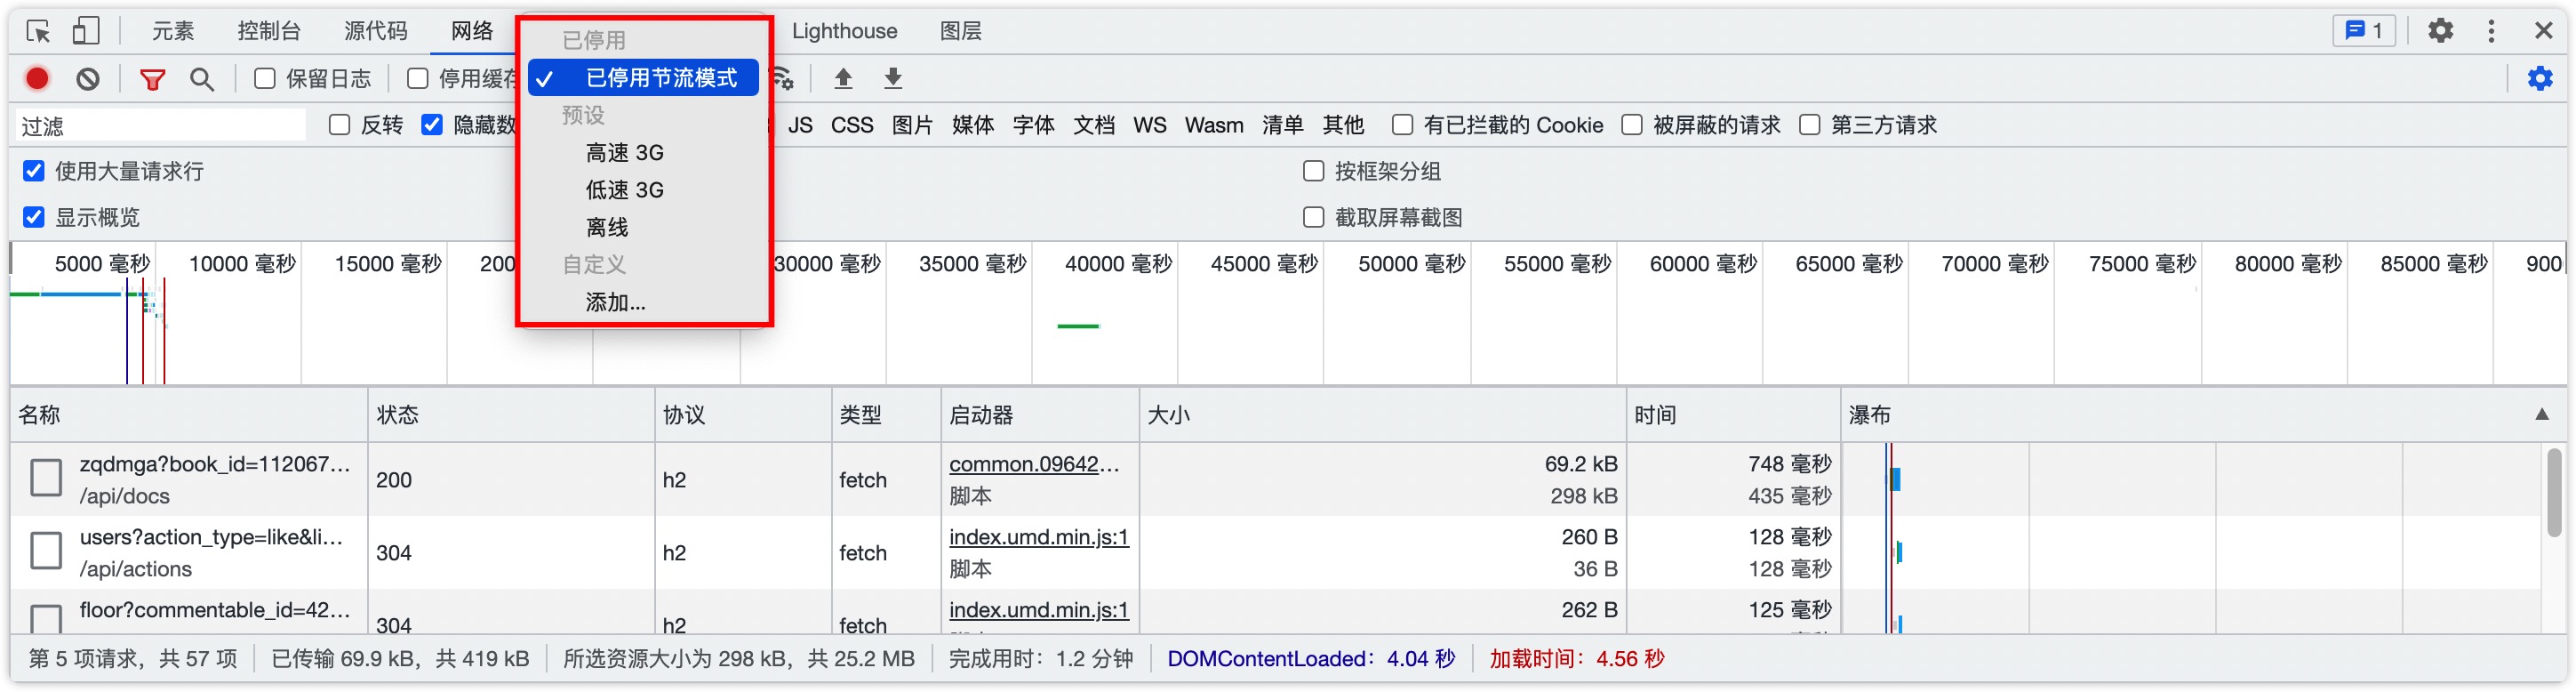 元素 控制台 源代码 网络 Lighthouse 图层 1
已停用
已停用节流模式
预设
高速 3G
低速 3G
离线
自定义
添加...
保留日志 停用缓存
过滤 反转 隐藏数 JS CSS 图片 媒体 字体 文档 WS Wasm 清单 其他 有已拦截的 Cookie 被屏蔽的请求 第三方请求
使用大量请求行 按框架分组
显示概览 截取屏幕截图
5000 毫秒 10000 毫秒 15000 毫秒 200 30000 毫秒 35000 毫秒 40000 毫秒 45000 毫秒 50000 毫秒 55000 毫秒 60000 毫秒 65000 毫秒 70000 毫秒 75000 毫秒 80000 毫秒 85000 毫秒 900
名称 状态 协议 类型 启动器 大小 时间 瀑布
zqdmga?book_id=112067... 200 h2 fetch common.09642... 69.2 kB 748 毫秒
/api/docs 脚本 298 kB 435 毫秒
users?action_type=like&li... 304 h2 fetch index.umd.min.js:1 260 B 128 毫秒
/api/actions 脚本 36 B 128 毫秒
floor?commentable_id=42... 304 h2 fetch index.umd.min.js:1 262 B 125 毫秒
第 5 项请求，共 57 项 已传输 69.9 kB，共 419 kB 所选资源大小为 298 kB，共 25.2 MB 完成用时：1.2 分钟 DOMContentLoaded：4.04 秒 加载时间：4.56 秒